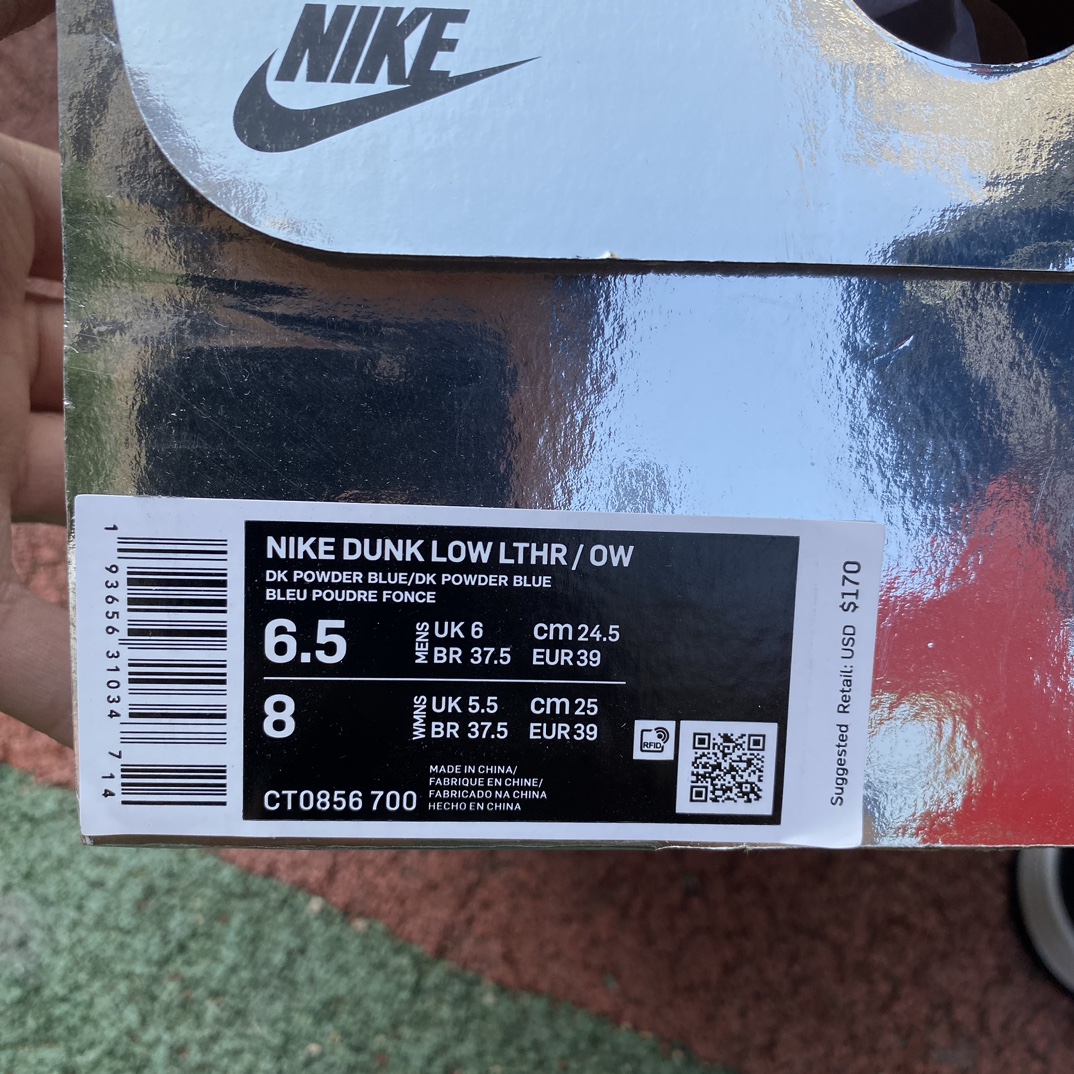 NIKE
NIKE DUNK LOW LTHR / OW
DK POWDER BLUE/DK POWDER BLUE
BLEU POUDRE FONCE
6.5
MENS
UK 6 cm 24.5
BR 37.5 EUR 39
8
WMNS
UK 5.5 cm 25
BR 37.5 EUR 39
RFID
CT0856 700
MADE IN CHINA/
FABRIQUE EN CHINE/
FABRICADO NA CHINA
HECHO EN CHINA
1 93656 31034 7 14
Suggested Retail: USD $170